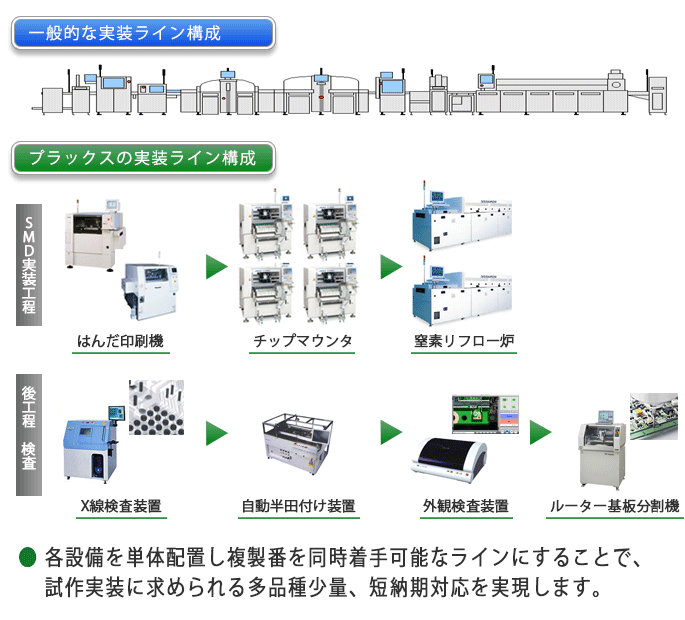 一般的な実装ライン構成
プラックスの実装ライン構成
SMD実装工程
はんだ印刷機
チップマウンタ
窒素リフロー炉
後工程 検査
X線検査装置
自動半田付け装置
外観検査装置
ルーター基板分割機
● 各設備を単体配置し複製番を同時着手可能なラインにすることで、
試作実装に求められる多品種少量、短納期対応を実現します。